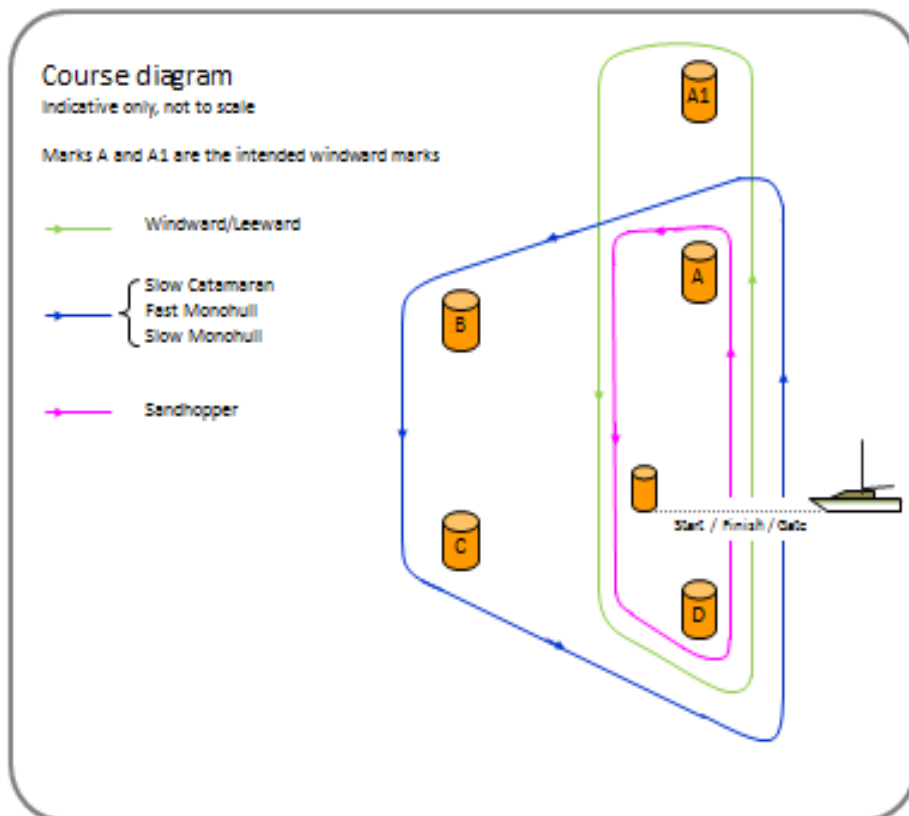 Course diagram
Indicative only, not to scale
Marks A and A1 are the intended windward marks
Windward/Leeward
Slow Catamaran
Fast Monohull
Slow Monohull
Sandhopper
A1
A
B
C
Start / Finish / Gate
D